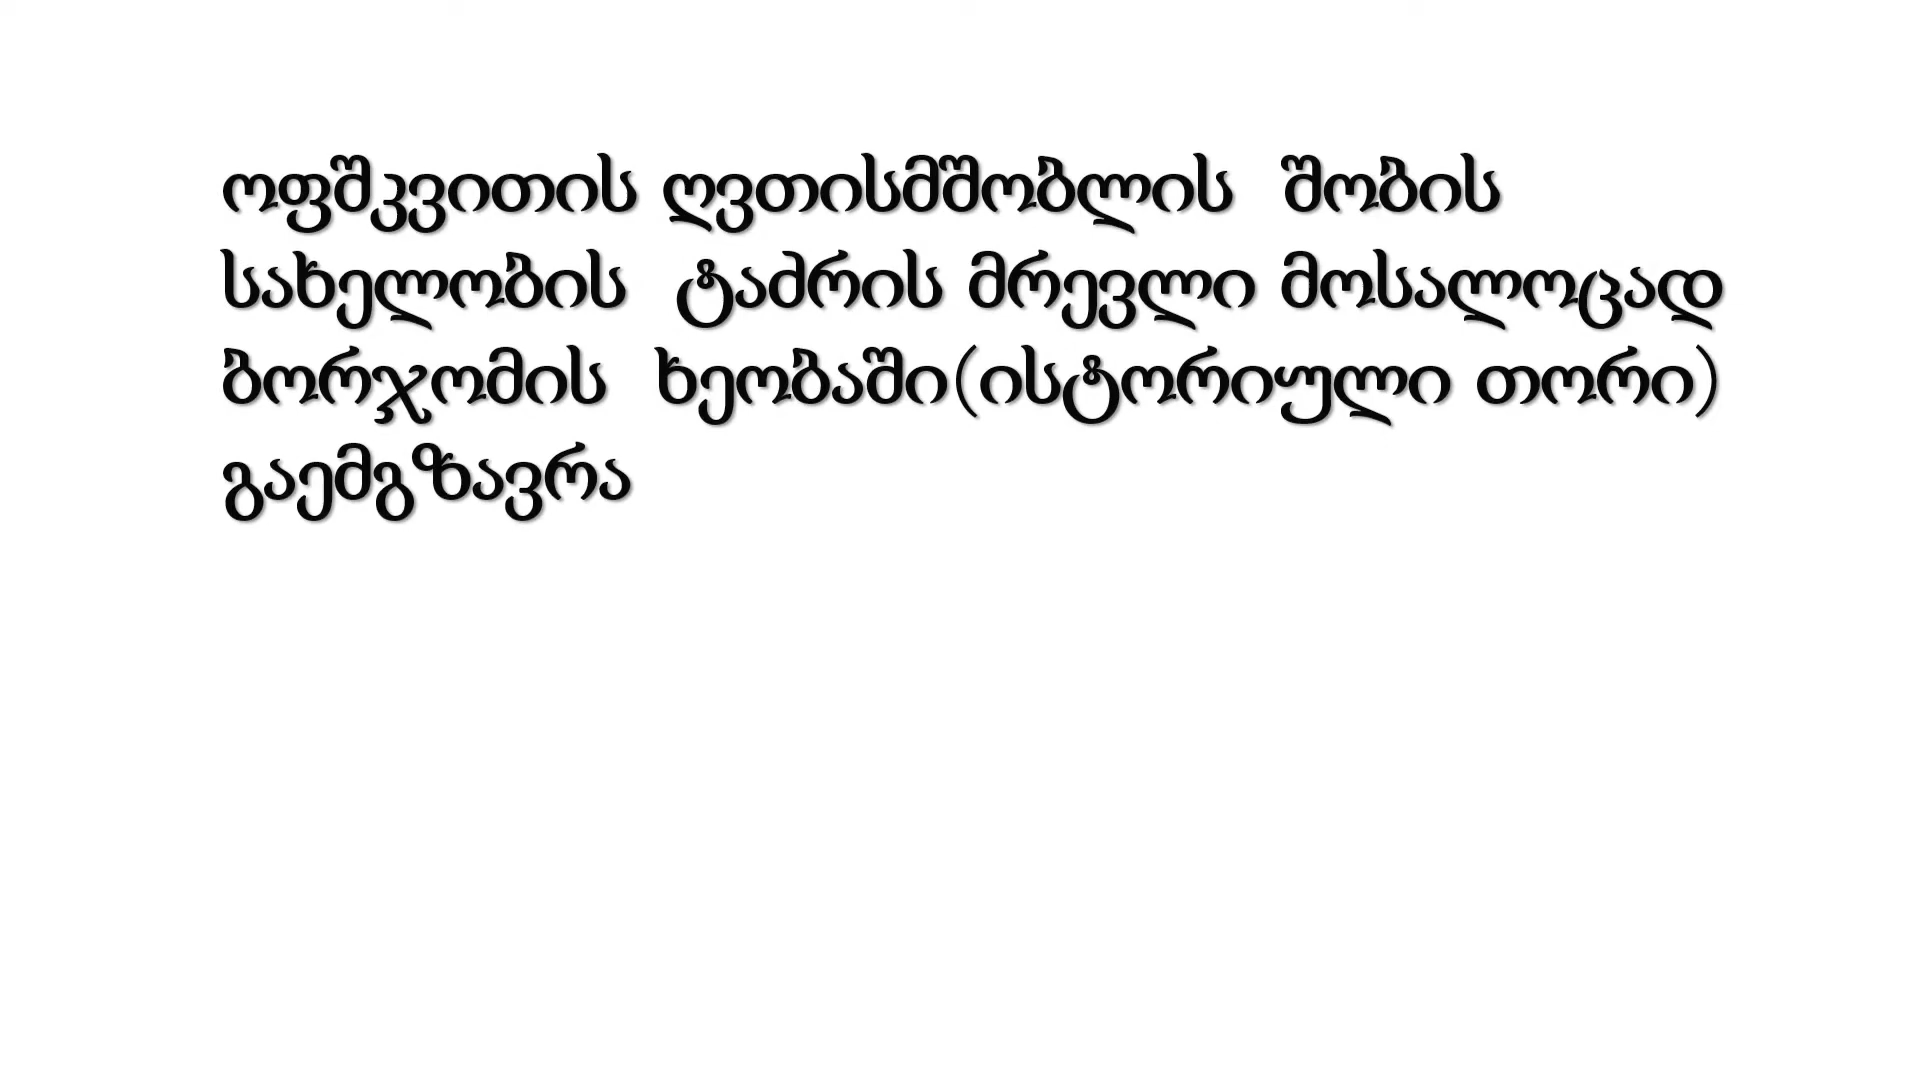 ოფშკვითის ღვთისმშობლის შობის
სახელობის ტაძრის მრევლი მოსალოცად
ბორჯომის ხეობაში(ისტორიული თორი)
გაემგზავრა